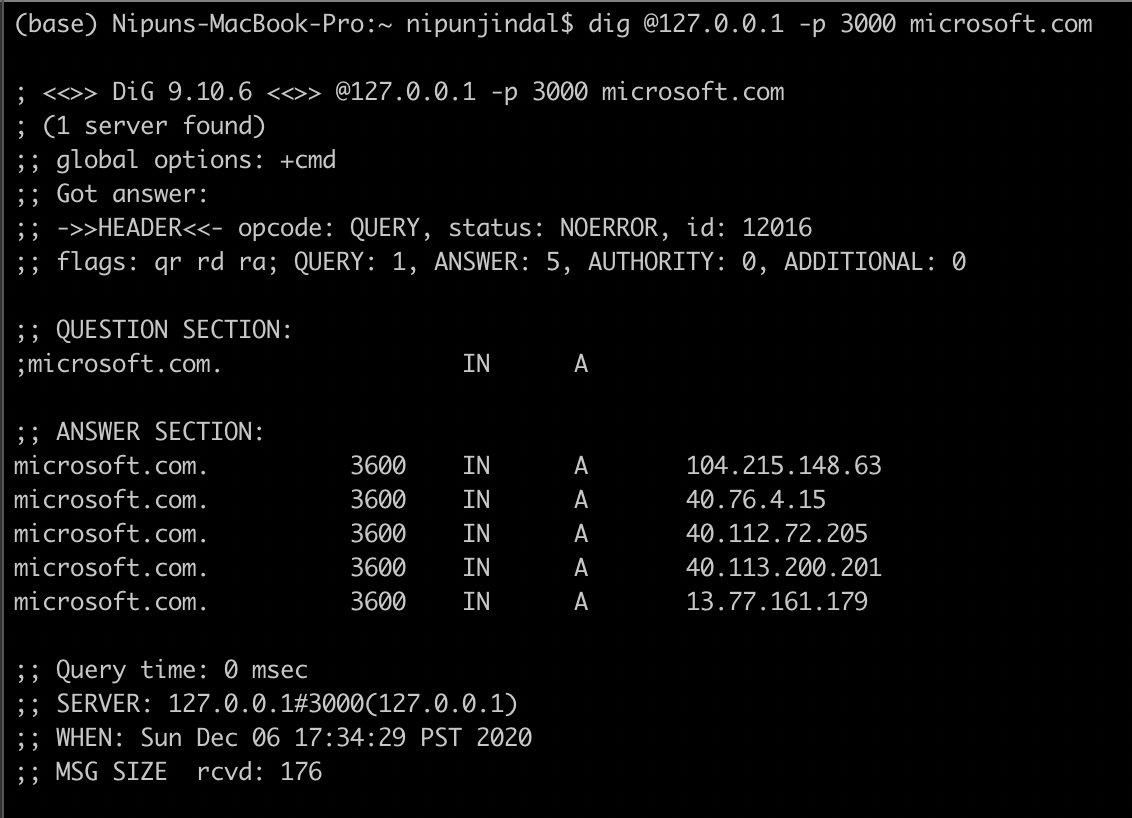 (base) Nipuns-MacBook-Pro:~ nipunjindal$ dig @127.0.0.1 -p 3000 microsoft.com
; <<>> DiG 9.10.6 <<>> @127.0.0.1 -p 3000 microsoft.com
; (1 server found)
;; global options: +cmd
;; Got answer:
;; ->>HEADER<<- opcode: QUERY, status: NOERROR, id: 12016
;; flags: qr rd ra; QUERY: 1, ANSWER: 5, AUTHORITY: 0, ADDITIONAL: 0
;; QUESTION SECTION:
;microsoft.com. IN A
;; ANSWER SECTION:
microsoft.com. 3600 IN A 104.215.148.63
microsoft.com. 3600 IN A 40.76.4.15
microsoft.com. 3600 IN A 40.112.72.205
microsoft.com. 3600 IN A 40.113.200.201
microsoft.com. 3600 IN A 13.77.161.179
;; Query time: 0 msec
;; SERVER: 127.0.0.1#3000(127.0.0.1)
;; WHEN: Sun Dec 06 17:34:29 PST 2020
;; MSG SIZE  rcvd: 176